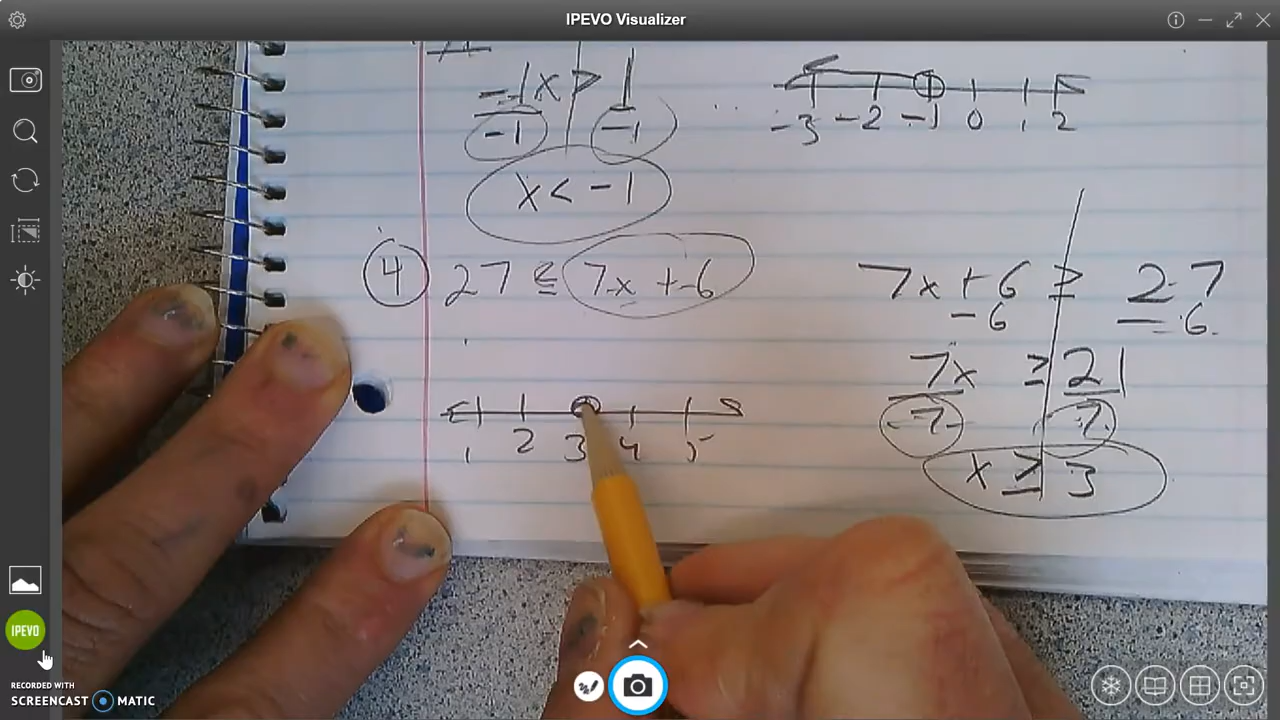 IPEVO Visualizer
-1x > 1
-1 -1
x < -1
-3 -2 -1 0 1 2
4 27 ≤ 7x + 6
7x + 6 ≥ 27
-6 -6
7x ≥ 21
7 7
x ≥ 3
1 2 3 4 5
IPEVO
RECORDED WITH
SCREENCAST MATIC